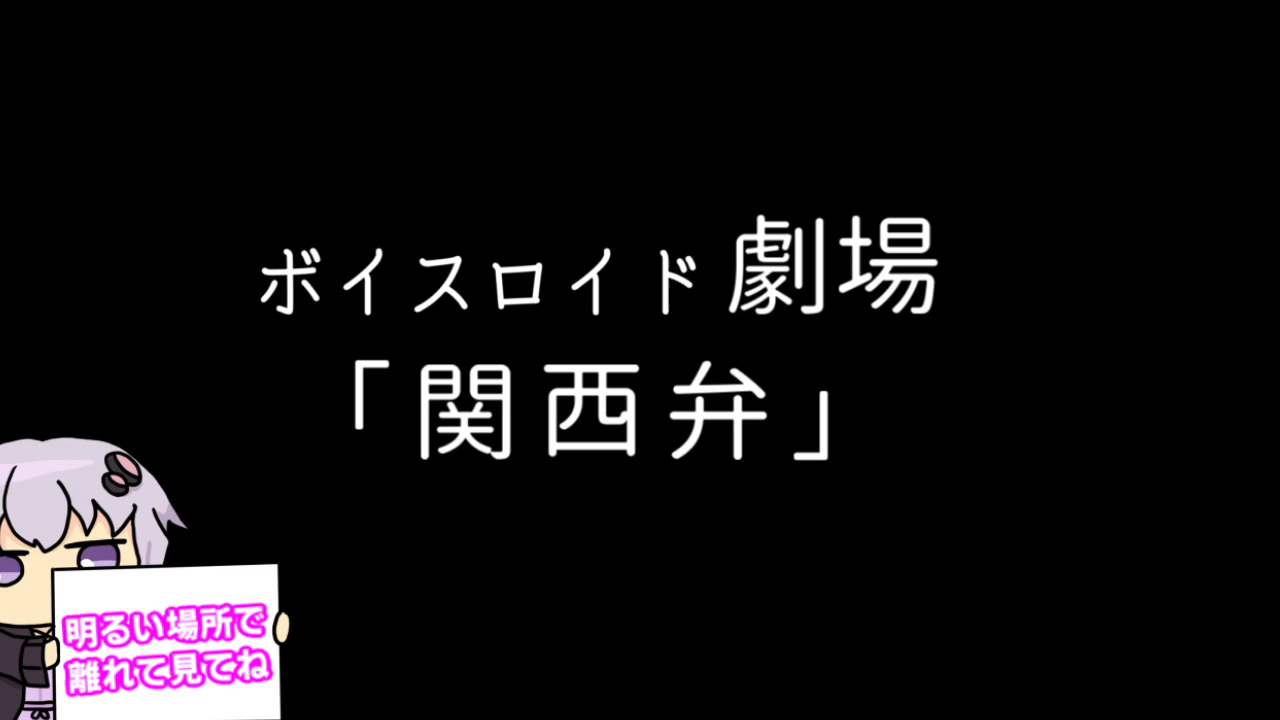 ボイスロイド劇場
「関西弁」
明るい場所で
離れて見てね